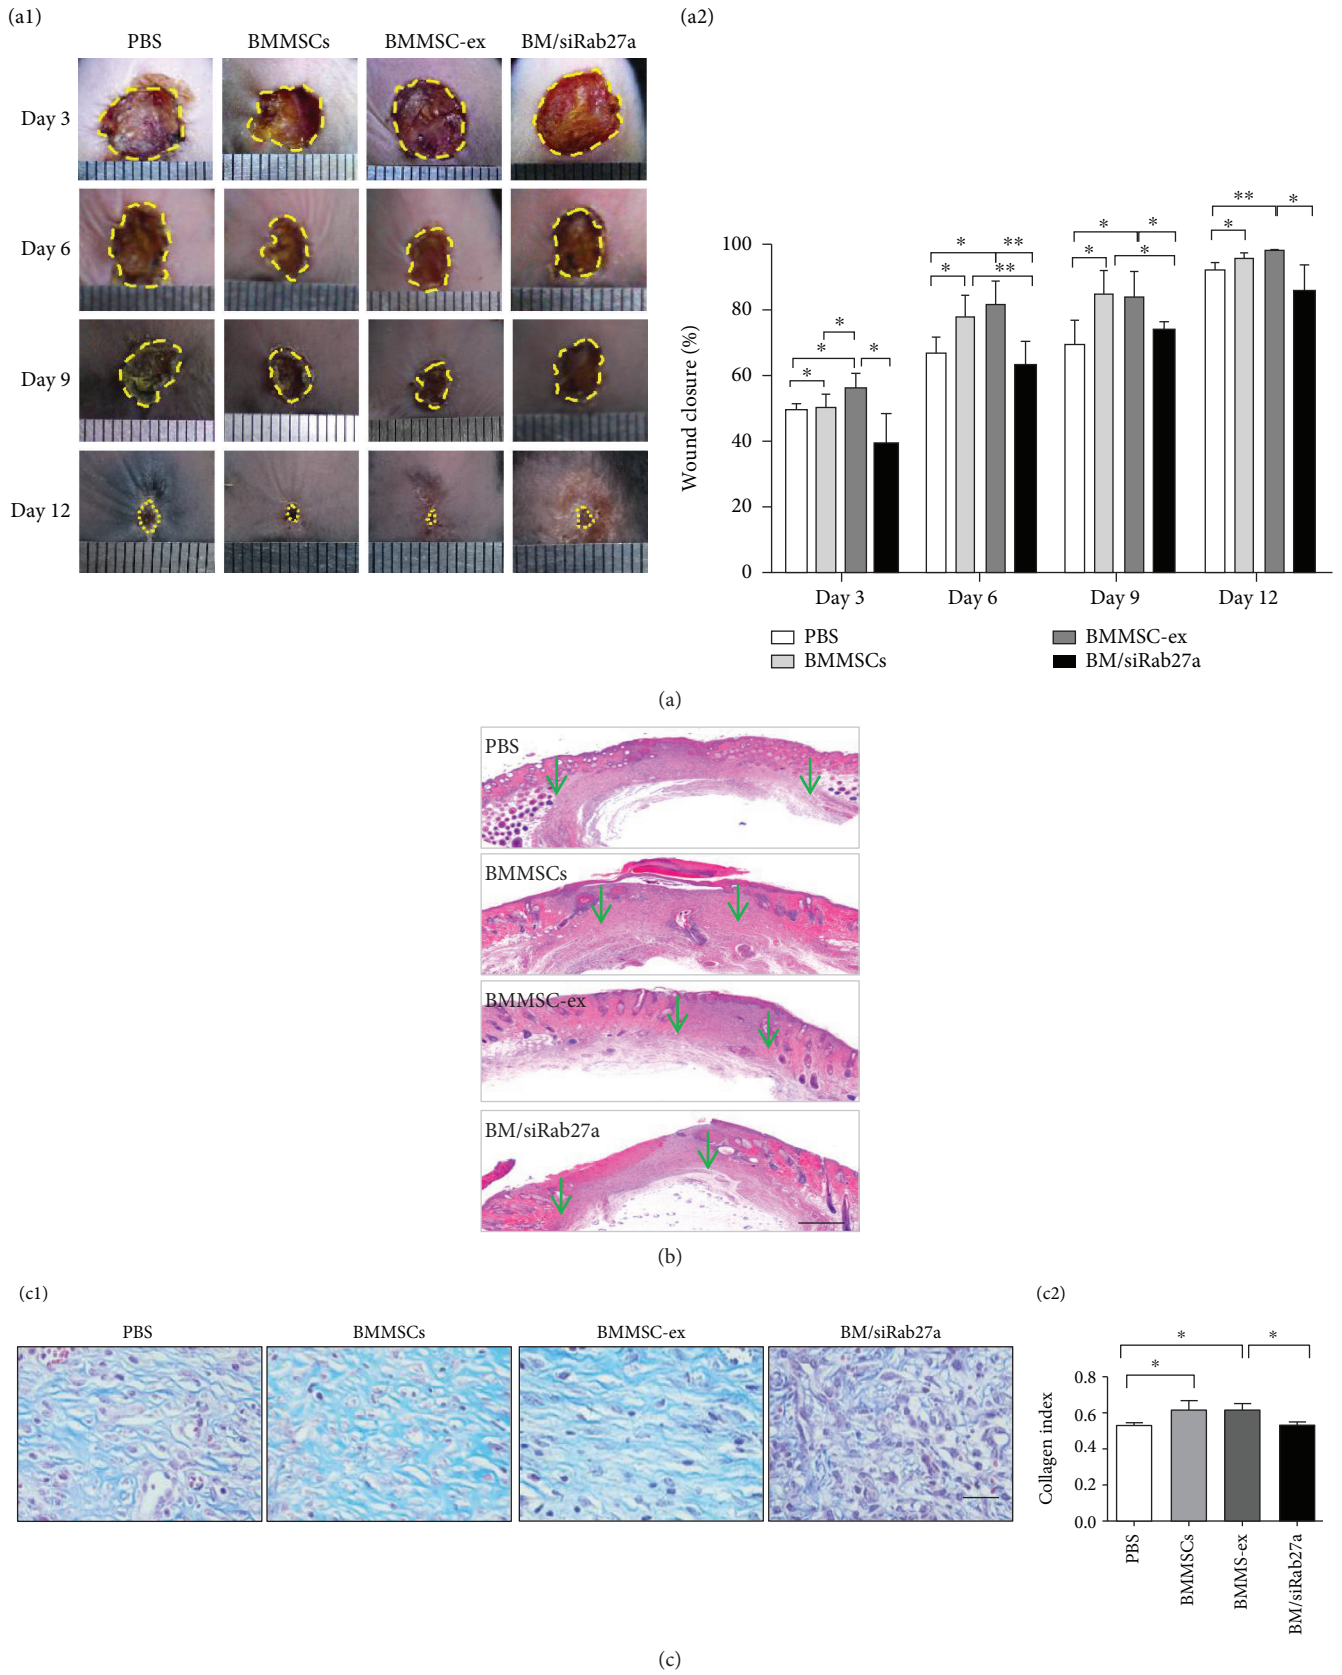 (a1)
PBS BMMSCs BMMSC-ex BM/siRab27a
Day 3
Day 6
Day 9
Day 12
(a2)
Wound closure (%)
100
80
60
40
20
0
* * * *
* ** * **
* * * *
** * *
Day 3 Day 6 Day 9 Day 12
PBS
BMMSCs
BMMSC-ex
BM/siRab27a
(a)
PBS
BMMSCs
BMMSC-ex
BM/siRab27a
(b)
(c1)
PBS BMMSCs BMMSC-ex BM/siRab27a
(c2)
Collagen index
0.8
0.6
0.4
0.2
0.0
* * *
PBS
BMMSCs
BMMS-ex
BM/siRab27a
(c)